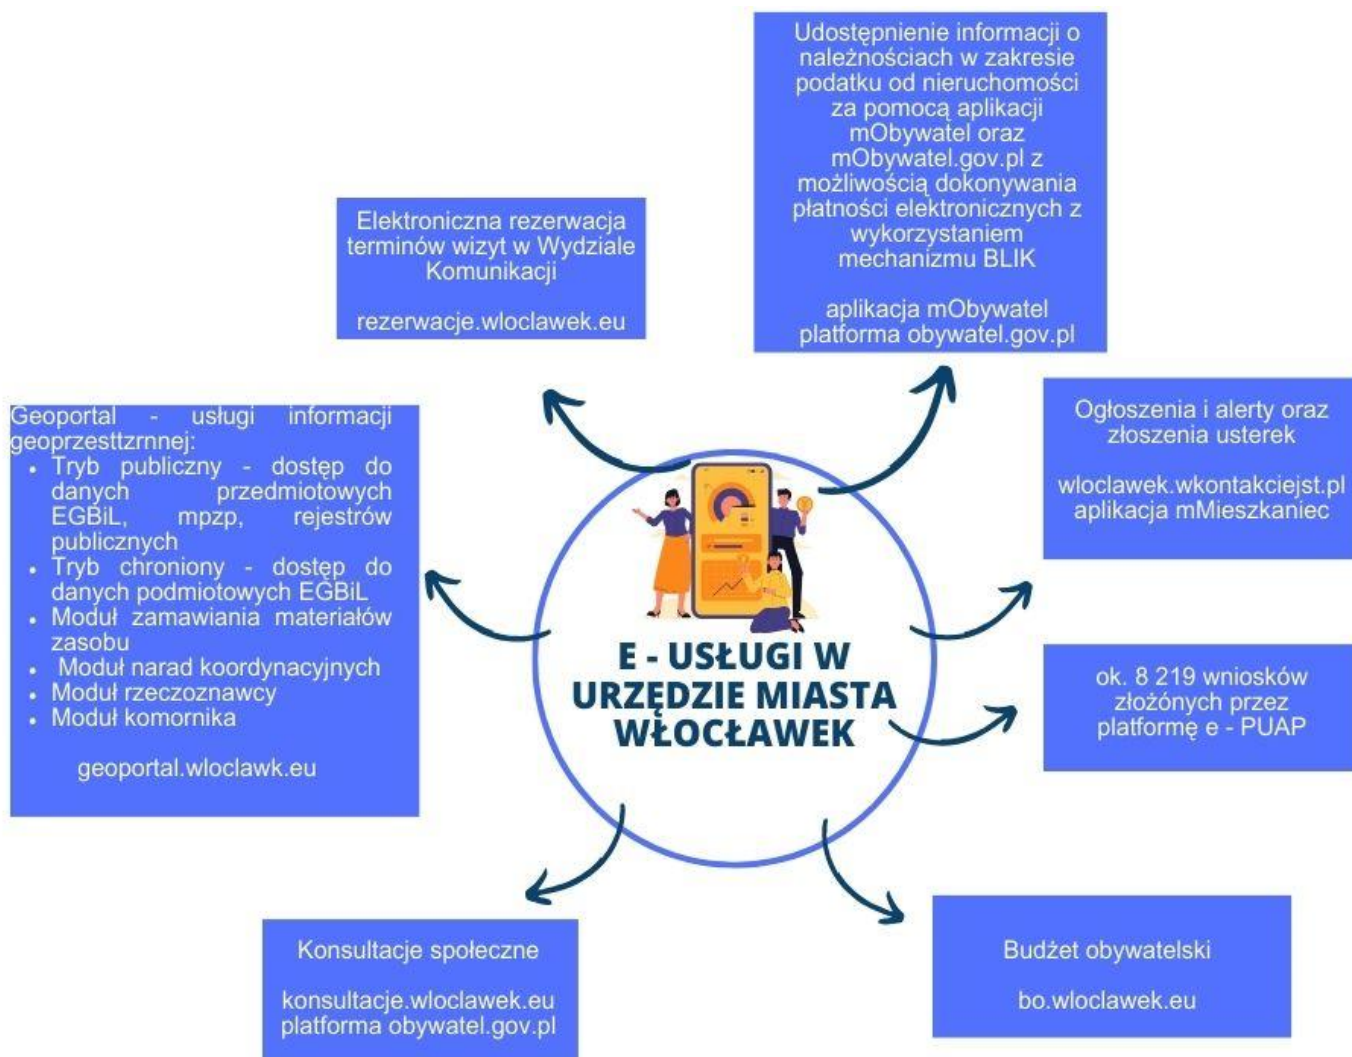 Udostępnienie informacji o
należnościach w zakresie
podatku od nieruchomości
za pomocą aplikacji
mObywatel oraz
mObywatel.gov.pl z
możliwością dokonywania
płatności elektronicznych z
wykorzystaniem
mechanizmu BLIK
aplikacja mObywatel
platforma obywatel.gov.pl
Elektroniczna rezerwacja
terminów wizyt w Wydziale
Komunikacji
rezerwacje.wloclawek.eu
Geoportal - usługi informacji
geoprzesttzrnnej:
• Tryb publiczny - dostęp do
danych przedmiotowych
EGBiL, mpzp, rejestrów
publicznych
• Tryb chroniony - dostęp do
danych podmiotowych EGBiL
• Moduł zamawiania materiałów
zasobu
• Moduł narad koordynacyjnych
• Moduł rzeczoznawcy
• Moduł komornika
geoportal.wloclawk.eu
Ogłoszenia i alerty oraz
złoszenia usterek
wloclawek.wkontakciejst.pl
aplikacja mMieszkaniec
E - USŁUGI W
URZĘDZIE MIASTA
WŁOCŁAWEK
ok. 8 219 wniosków
złożónych przez
platformę e - PUAP
Konsultacje społeczne
konsultacje.wloclawek.eu
platforma obywatel.gov.pl
Budżet obywatelski
bo.wloclawek.eu